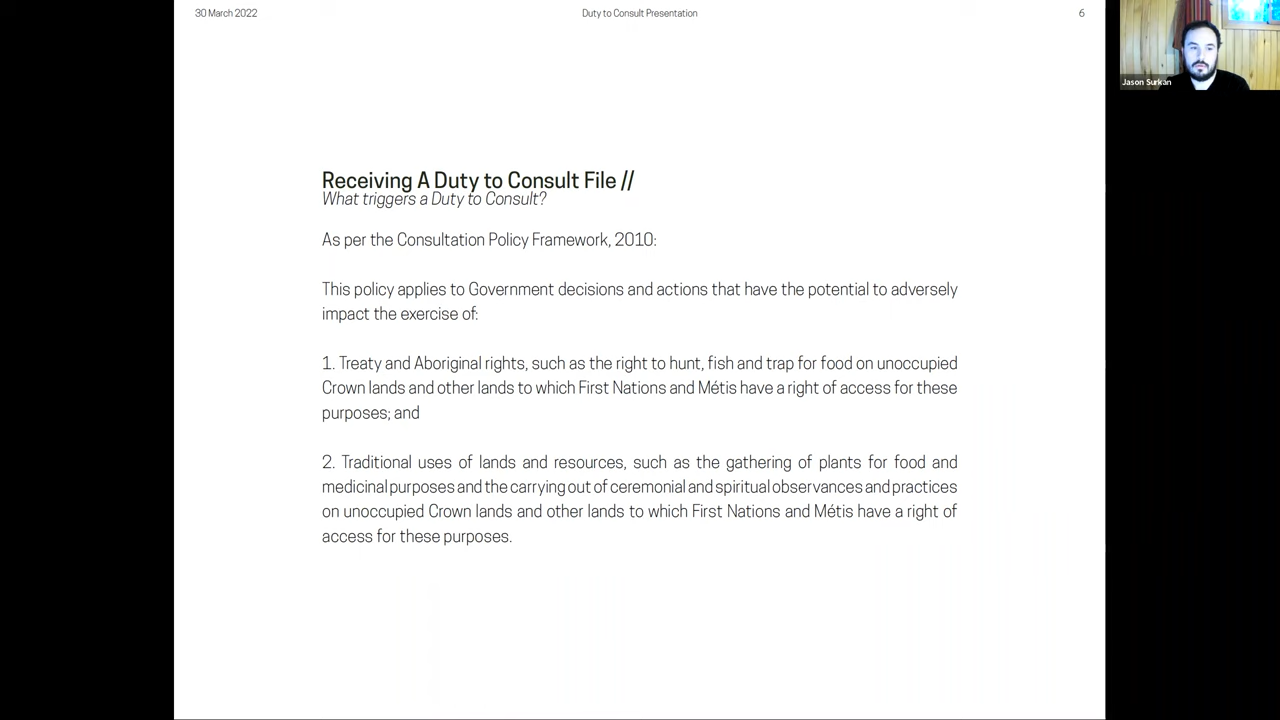 30 March 2022
Duty to Consult Presentation
6
Jason Surkan
Receiving A Duty to Consult File //
What triggers a Duty to Consult?
As per the Consultation Policy Framework, 2010:
This policy applies to Government decisions and actions that have the potential to adversely
impact the exercise of:
1. Treaty and Aboriginal rights, such as the right to hunt, fish and trap for food on unoccupied
Crown lands and other lands to which First Nations and Métis have a right of access for these
purposes; and
2. Traditional uses of lands and resources, such as the gathering of plants for food and
medicinal purposes and the carrying out of ceremonial and spiritual observances and practices
on unoccupied Crown lands and other lands to which First Nations and Métis have a right of
access for these purposes.